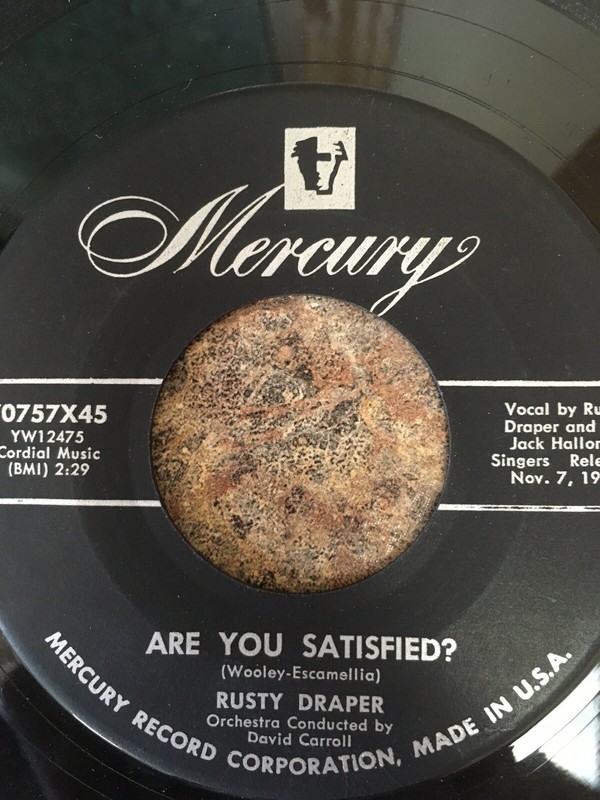 Mercury
0757X45
YW12475
Cordial Music
(BMI) 2:29
Vocal by Ru
Draper and
Jack Hallor
Singers Rele
Nov. 7, 19
ARE YOU SATISFIED?
(Wooley-Escamellia)
RUSTY DRAPER
Orchestra Conducted by
David Carroll
MERCURY RECORD CORPORATION, MADE IN U.S.A.